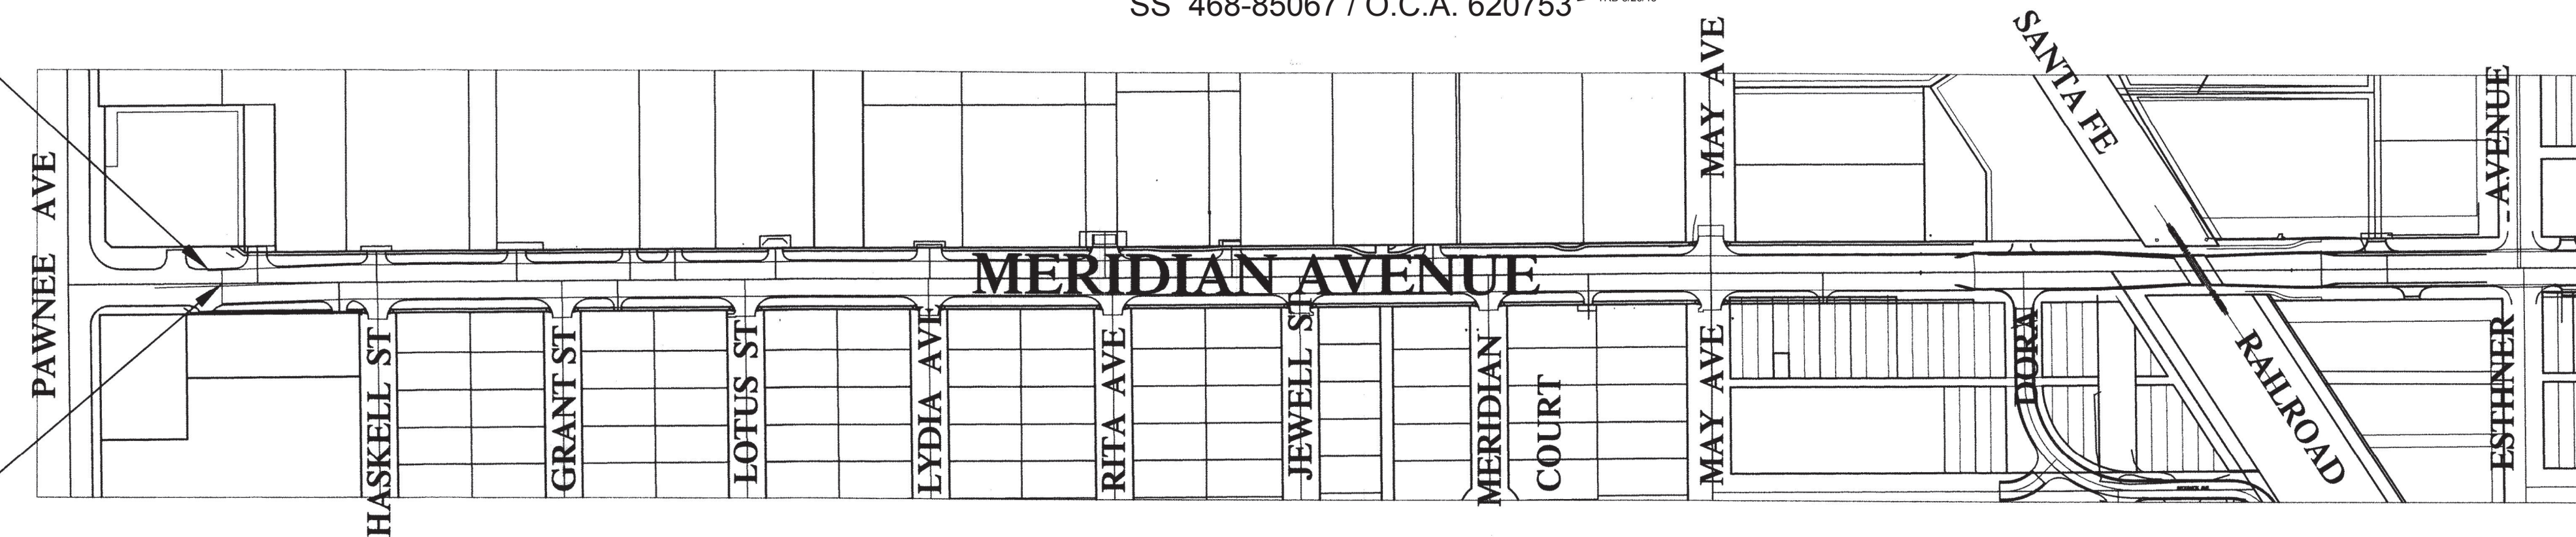 SS 468-85067 / O.C.A. 620753
PAWNEE AVE
HASKELL ST
GRANT ST
LOTUS ST
LYDIA AVE
RITA AVE
MERIDIAN AVENUE
JEWELL ST
MERIDIAN
COURT
MAY AVE
MAY AVE
DORA
SANTA FE
RAILROAD
ESTHNER
AVENUE